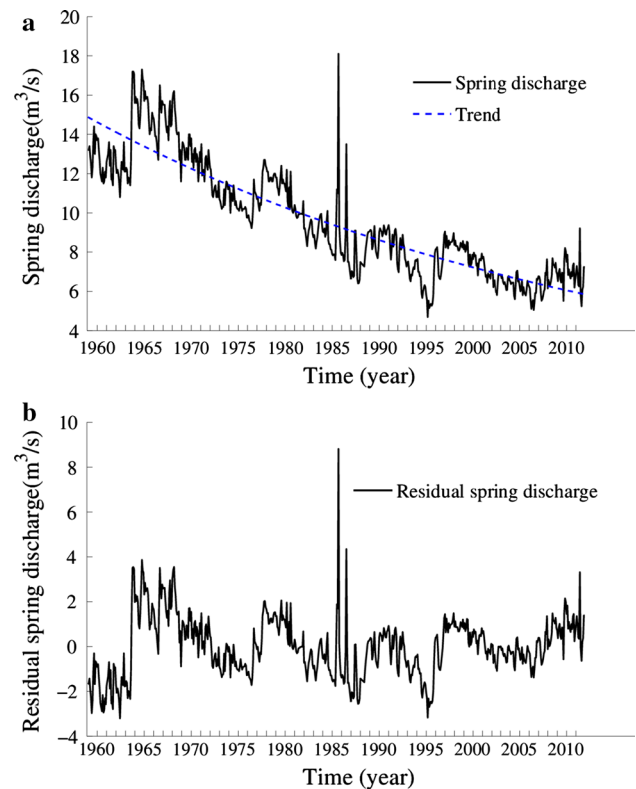 a
Spring discharge(m³/s)
20
18
16
14
12
10
8
6
4
Spring discharge
Trend
1960 1965 1970 1975 1980 1985 1990 1995 2000 2005 2010
Time (year)
b
Residual spring discharge(m³/s)
10
8
6
4
2
0
−2
−4
Residual spring discharge
1960 1965 1970 1975 1980 1985 1990 1995 2000 2005 2010
Time (year)